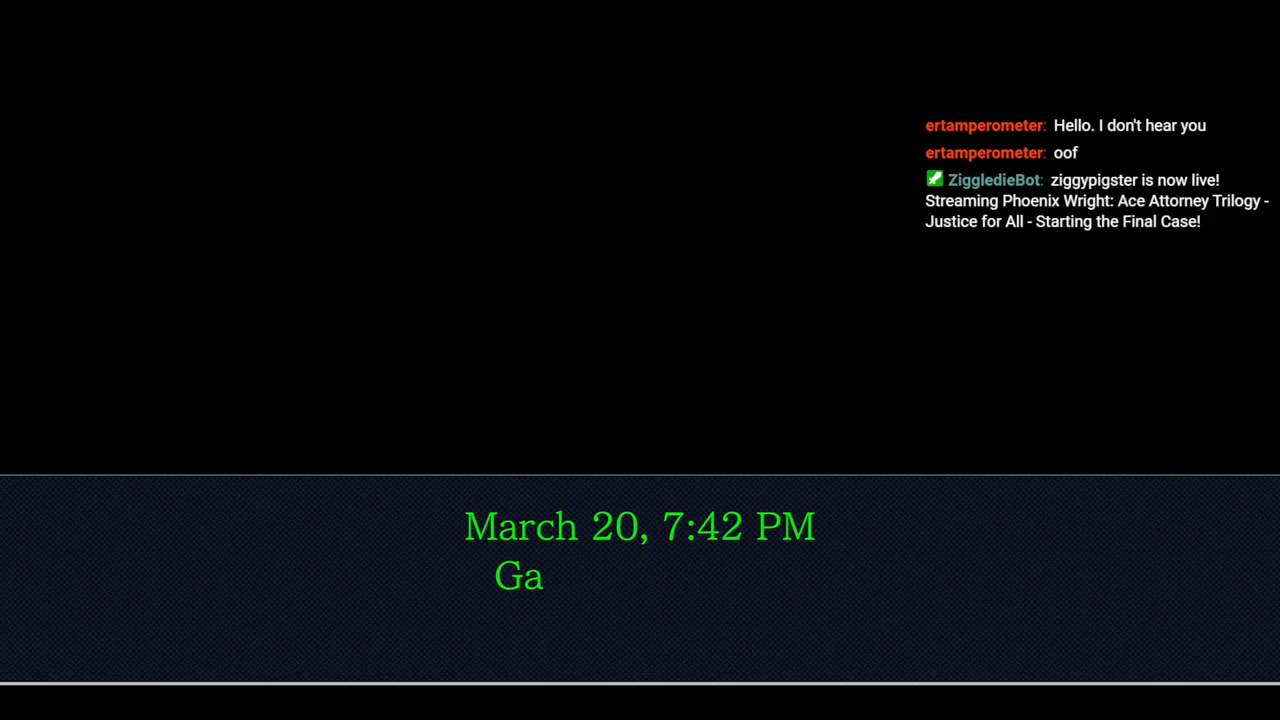 ertamperometer: Hello. I don't hear you
ertamperometer: oof
ZiggledieBot: ziggypigster is now live!
Streaming Phoenix Wright: Ace Attorney Trilogy -
Justice for All - Starting the Final Case!
March 20, 7:42 PM
Ga